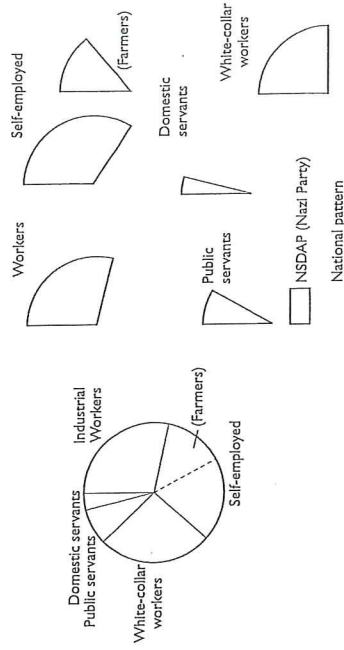 Domestic servants
Public servants
Industrial
Workers
White-collar
workers
(Farmers)
Self-employed
Workers
Self-employed
(Farmers)
Public
servants
Domestic
servants
White-collar
workers
NSDAP (Nazl Party)
National pattern